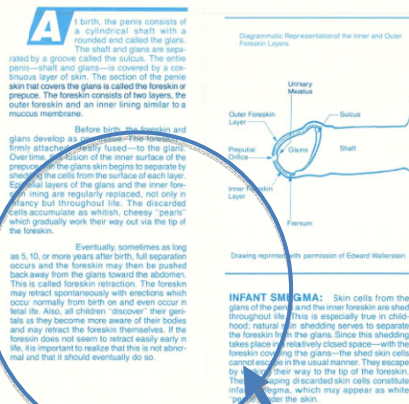 At birth, the penis consists of
a cylindrical shaft with a
rounded end called the glans.
The shaft and glans are sepa-
rated by a groove called the sulcus. The entie
penis—shaft and glans—is covered by a con-
tinuous layer of skin. The section of the penie
skin that covers the glans is called the foreskin or
prepuce. The foreskin consists of two layers, the
outer foreskin and an inner lining similar to a
muccus membrane.
Before birth, the foreskin and
glans develop as one
firmly attached fused—to the glans.
Over time, fusion of the inner surface of the
prepuce the glans skin begins to separate by
shedding the cells from the surface of each layer.
Epithelial layers of the glans and the inner fore-
skin lining are regularly replaced, not only in
infancy but throughout life. The discarded
cells accumulate as whitish, cheesy "pearls"
which gradually work their way out via the tip of
the foreskin.
Eventually, sometimes as long
as 5, 10, or more years after birth, full separation
occurs and the foreskin may then be pushed
back away from the glans toward the abdomen.
This is called foreskin retraction. The foreskin
may retract spontaneously with erections which
occur normally from birth on and even occur in
fetal life. Also, all children "discover" their geni-
tals as they become more aware of their bodies
and may retract the foreskin themselves. If the
foreskin does not seem to retract easily early in
life, it is important to realize that this is not abnor-
mal and that it should eventually do so.
Diagrammatic Representation of the Inner and Outer
Foreskin Layers.
Urinary
Meatus
Outer Foreskin
Layer
Sulcus
Preputial
Orifice
Glans
Shaft
Inner Foreskin
Layer
Frenum
Drawing reprinted with permission of Edward Wallerstein.
INFANT SMEGMA: Skin cells from the
glans of the penis and the inner foreskin are shed
throughout life. This is especially true in child-
hood; natural skin shedding serves to separate
the foreskin from the glans. Since this shedding
takes place in a relatively closed space—with the
foreskin covering the glans—the shed skin cells
cannot escape in the usual manner. They escape
by working their way to the tip of the foreskin.
The escaping discarded skin cells constitute
infant smegma, which may appear as white
"pearls" under the skin.